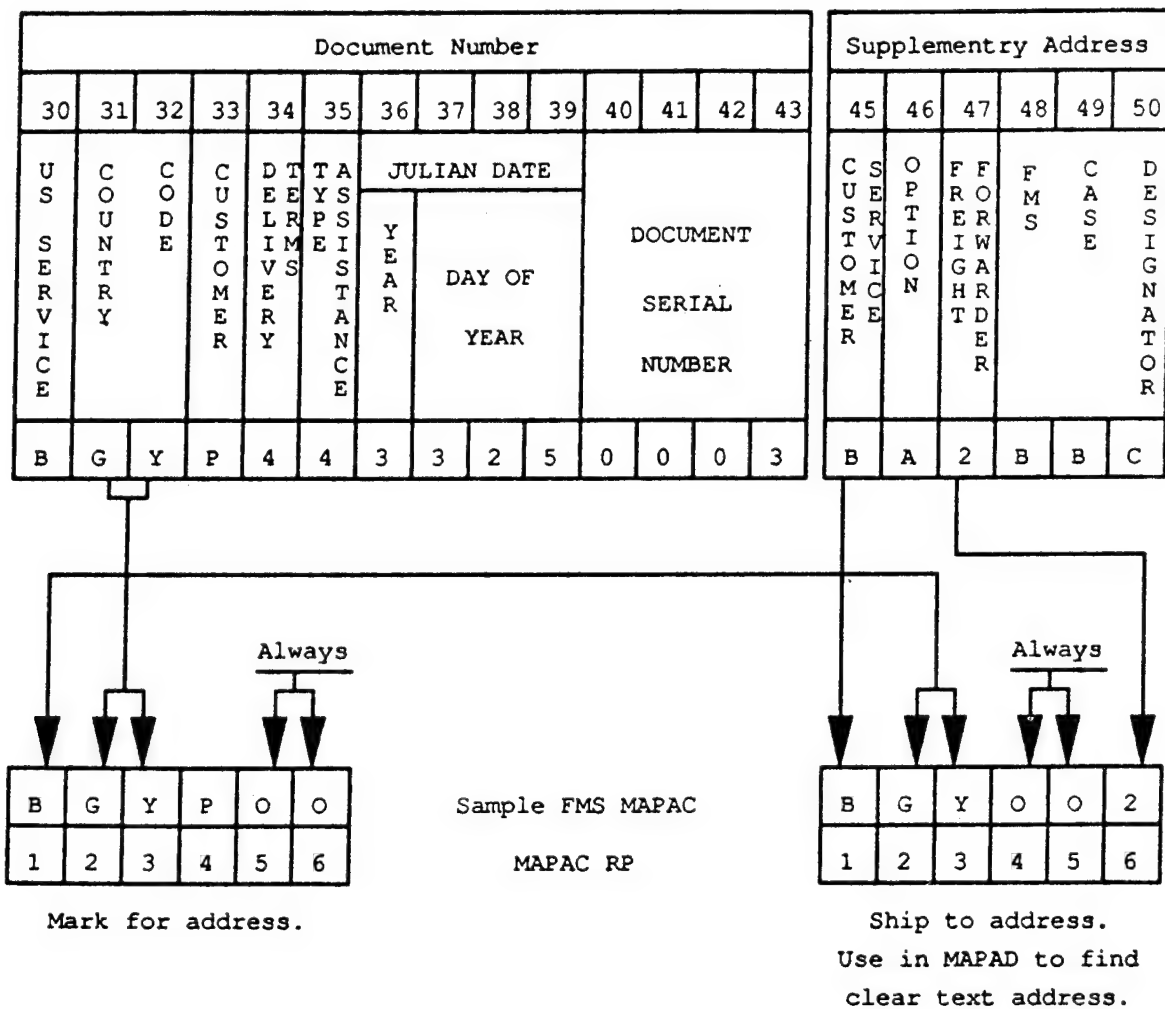 Document Number
30 31 32 33 34 35 36 37 38 39 40 41 42 43
US SERVICE
COUNTRY CODE
CUSTOMER
DELIVERY TERMS
TYPE ASSISTANCE
JULIAN DATE
YEAR
DAY OF
YEAR
DOCUMENT
SERIAL
NUMBER
B G Y P 4 4 3 3 2 5 0 0 0 3
Supplementry Address
45 46 47 48 49 50
CUSTOMER SERVICE
OPTION
FREIGHT FORWARDER
FMS CASE DESIGNATOR
B A 2 B B C
Always
Always
B G Y P O O
1 2 3 4 5 6
Mark for address.
Sample FMS MAPAC
MAPAC RP
B G Y O O 2
1 2 3 4 5 6
Ship to address.
Use in MAPAD to find
clear text address.